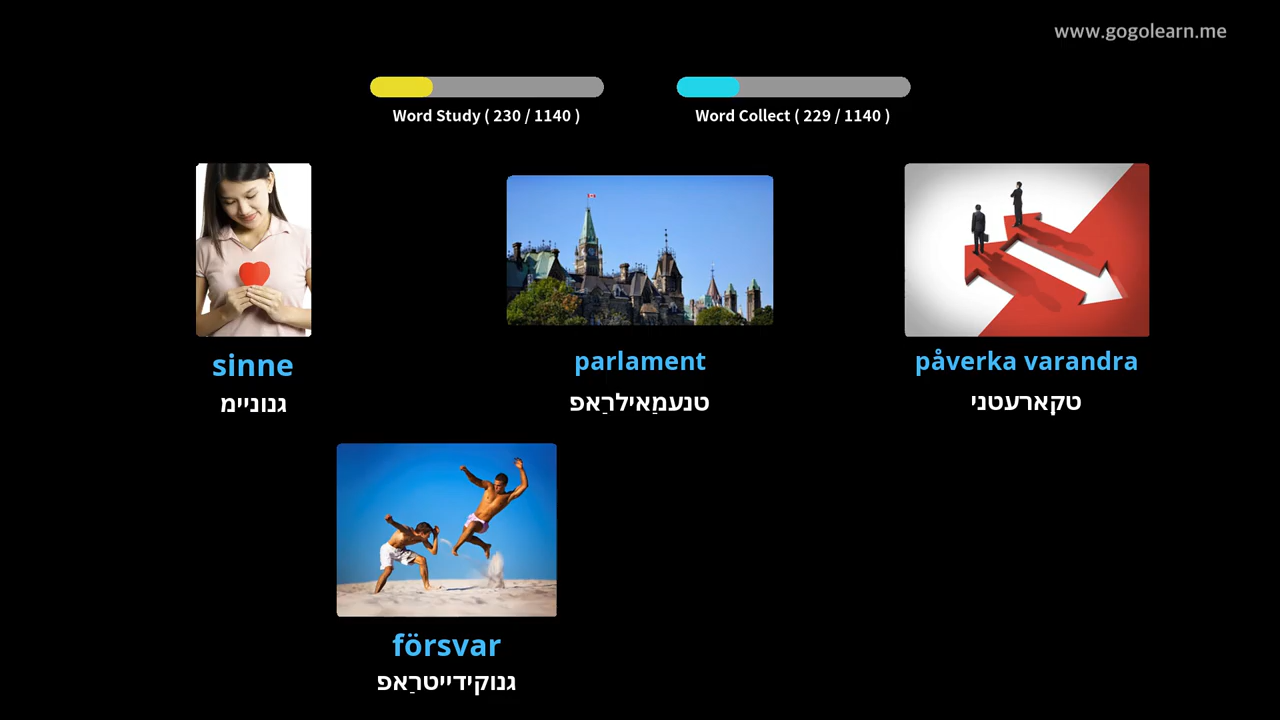 www.gogolearn.me
Word Study ( 230 / 1140 )
Word Collect ( 229 / 1140 )
sinne
גנוניימ
parlament
טנעמַאילרַאפ
påverka varandra
טקארעטני
försvar
גנוקידייטרַאפ